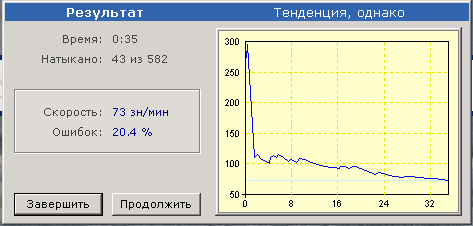 Результат
Тенденция, однако
Время: 0:35
Натыкано: 43 из 582
Скорость: 73 зн/мин
Ошибок: 20.4 %
Завершить
Продолжить
300
250
200
150
100
50
0
8
16
24
32